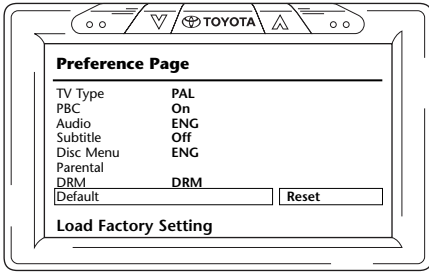 TOYOTA
Preference Page
TV Type PAL
PBC On
Audio ENG
Subtitle Off
Disc Menu ENG
Parental
DRM DRM
Default Reset
Load Factory Setting